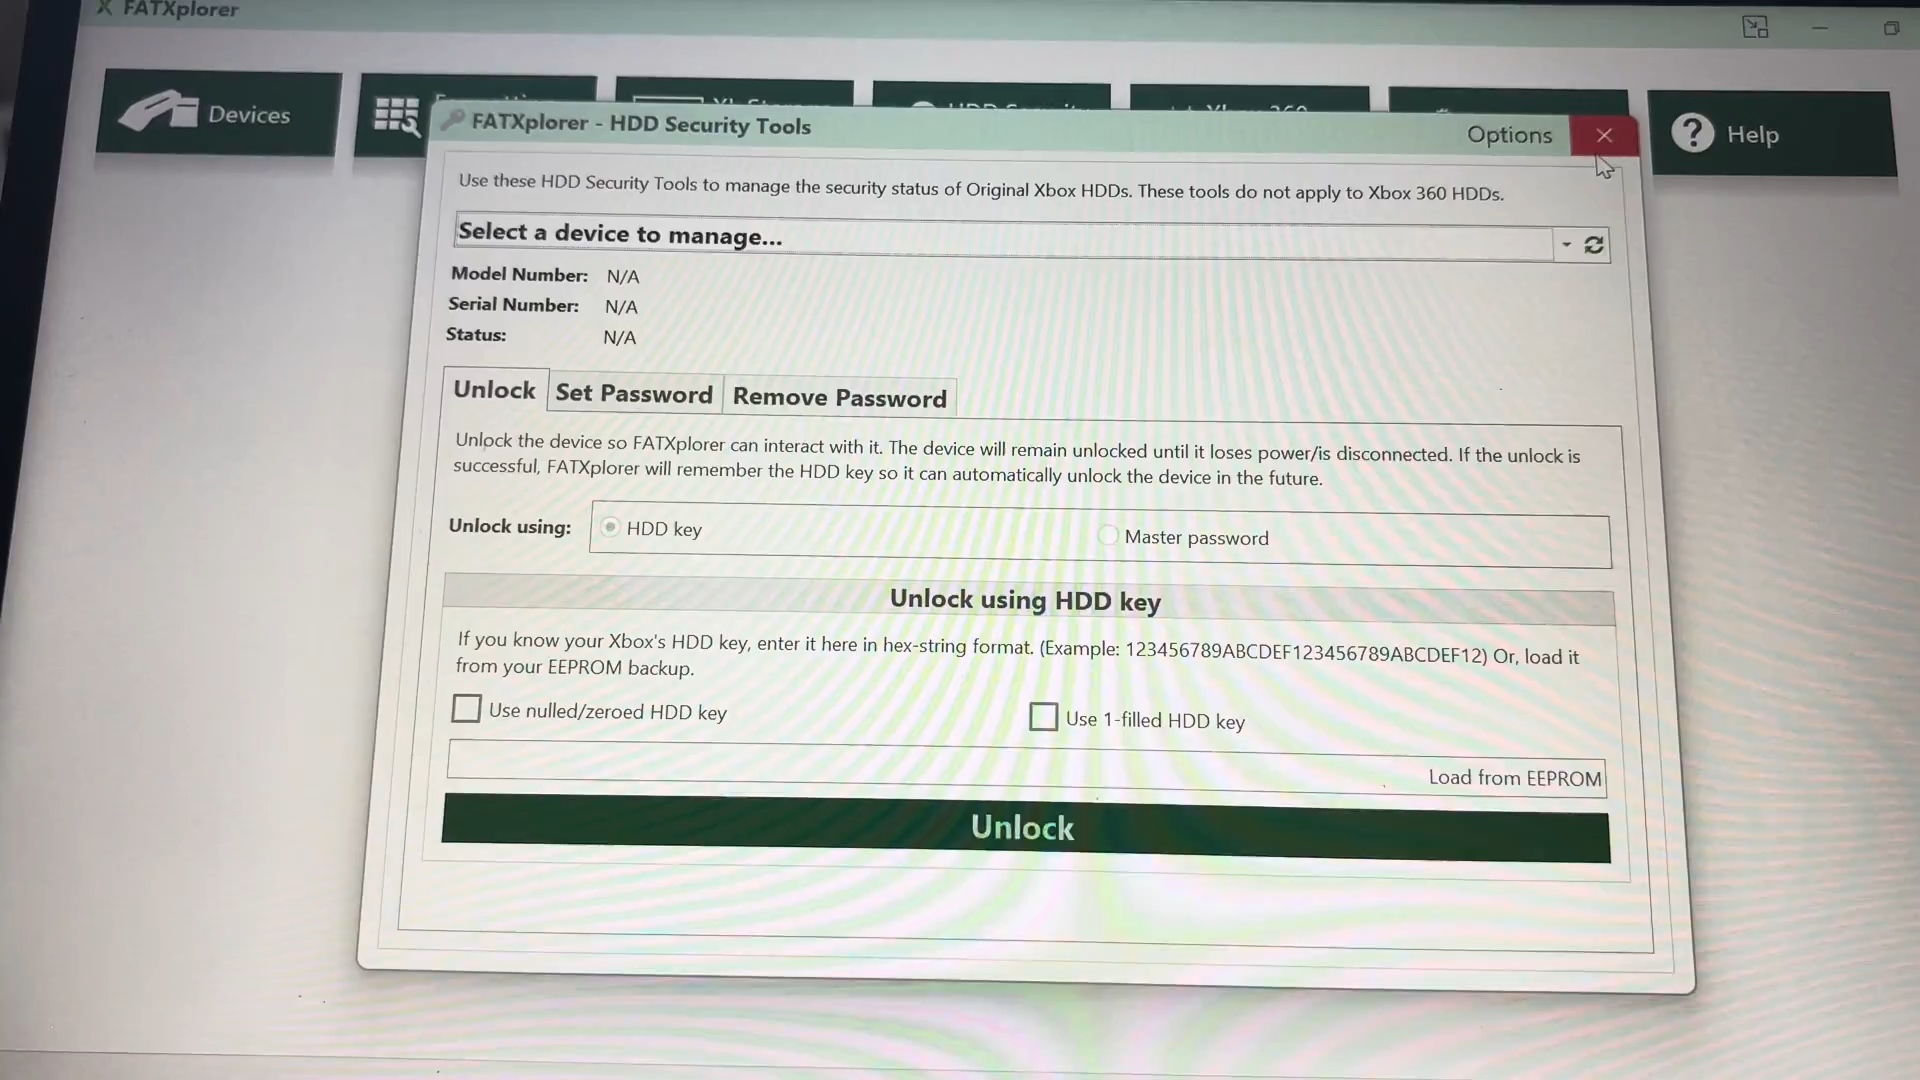 FATXplorer
Devices
Help
FATXplorer - HDD Security Tools
Options
Use these HDD Security Tools to manage the security status of Original Xbox HDDs. These tools do not apply to Xbox 360 HDDs.
Select a device to manage...
Model Number: N/A
Serial Number: N/A
Status: N/A
Unlock Set Password Remove Password
Unlock the device so FATXplorer can interact with it. The device will remain unlocked until it loses power/is disconnected. If the unlock is
successful, FATXplorer will remember the HDD key so it can automatically unlock the device in the future.
Unlock using: HDD key Master password
Unlock using HDD key
If you know your Xbox's HDD key, enter it here in hex-string format. (Example: 123456789ABCDEF123456789ABCDEF12) Or, load it
from your EEPROM backup.
Use nulled/zeroed HDD key Use 1-filled HDD key
Load from EEPROM
Unlock